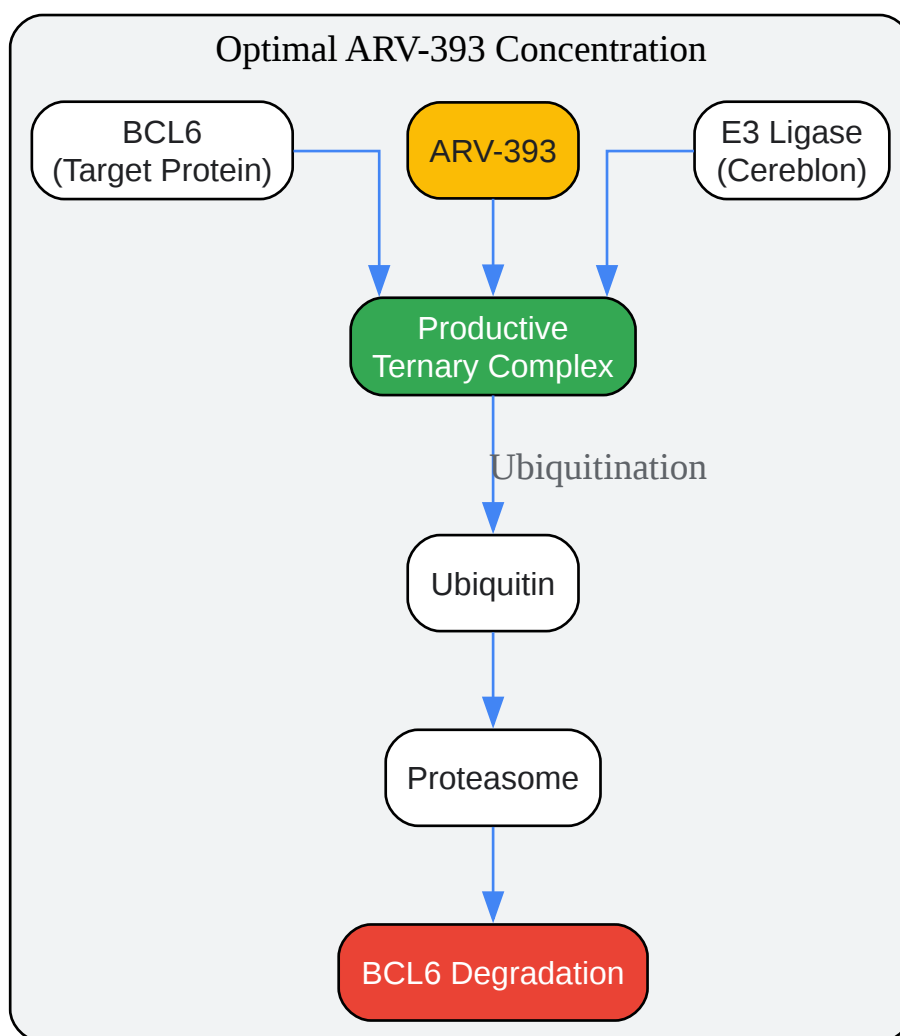 Optimal ARV-393 Concentration
BCL6
(Target Protein)
ARV-393
E3 Ligase
(Cereblon)
Productive
Ternary Complex
Ubiquitination
Ubiquitin
Proteasome
BCL6 Degradation